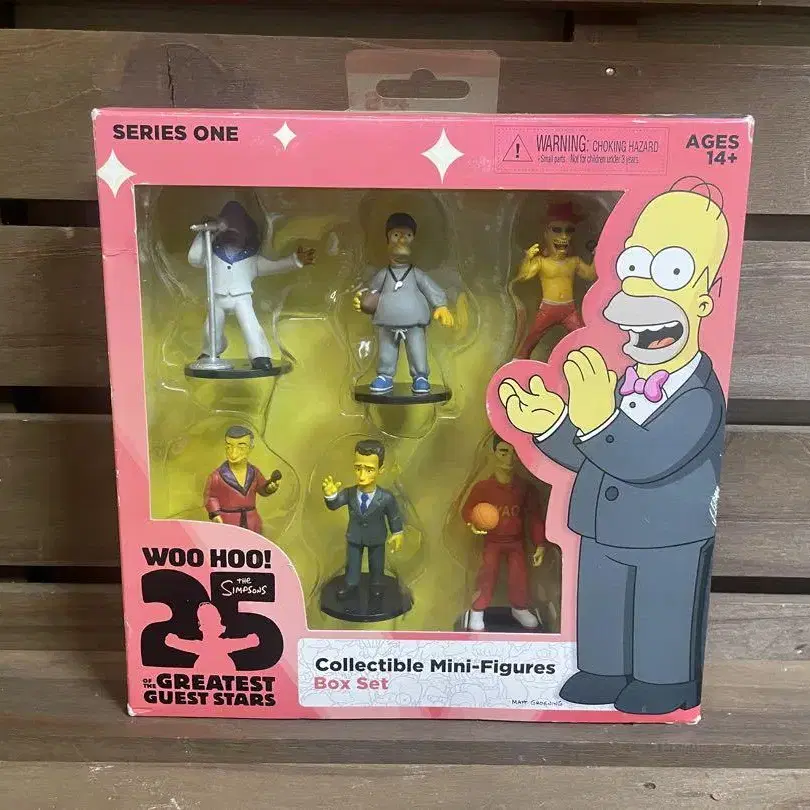 SERIES ONE
WARNING: CHOKING HAZARD
-Small parts. Not for children under 3 years.
AGES
14+
YAO
WOO HOO!
THE
SIMPSONS
25
OF THE GREATEST
GUEST STARS
Collectible Mini-Figures
Box Set
MATT GROENING